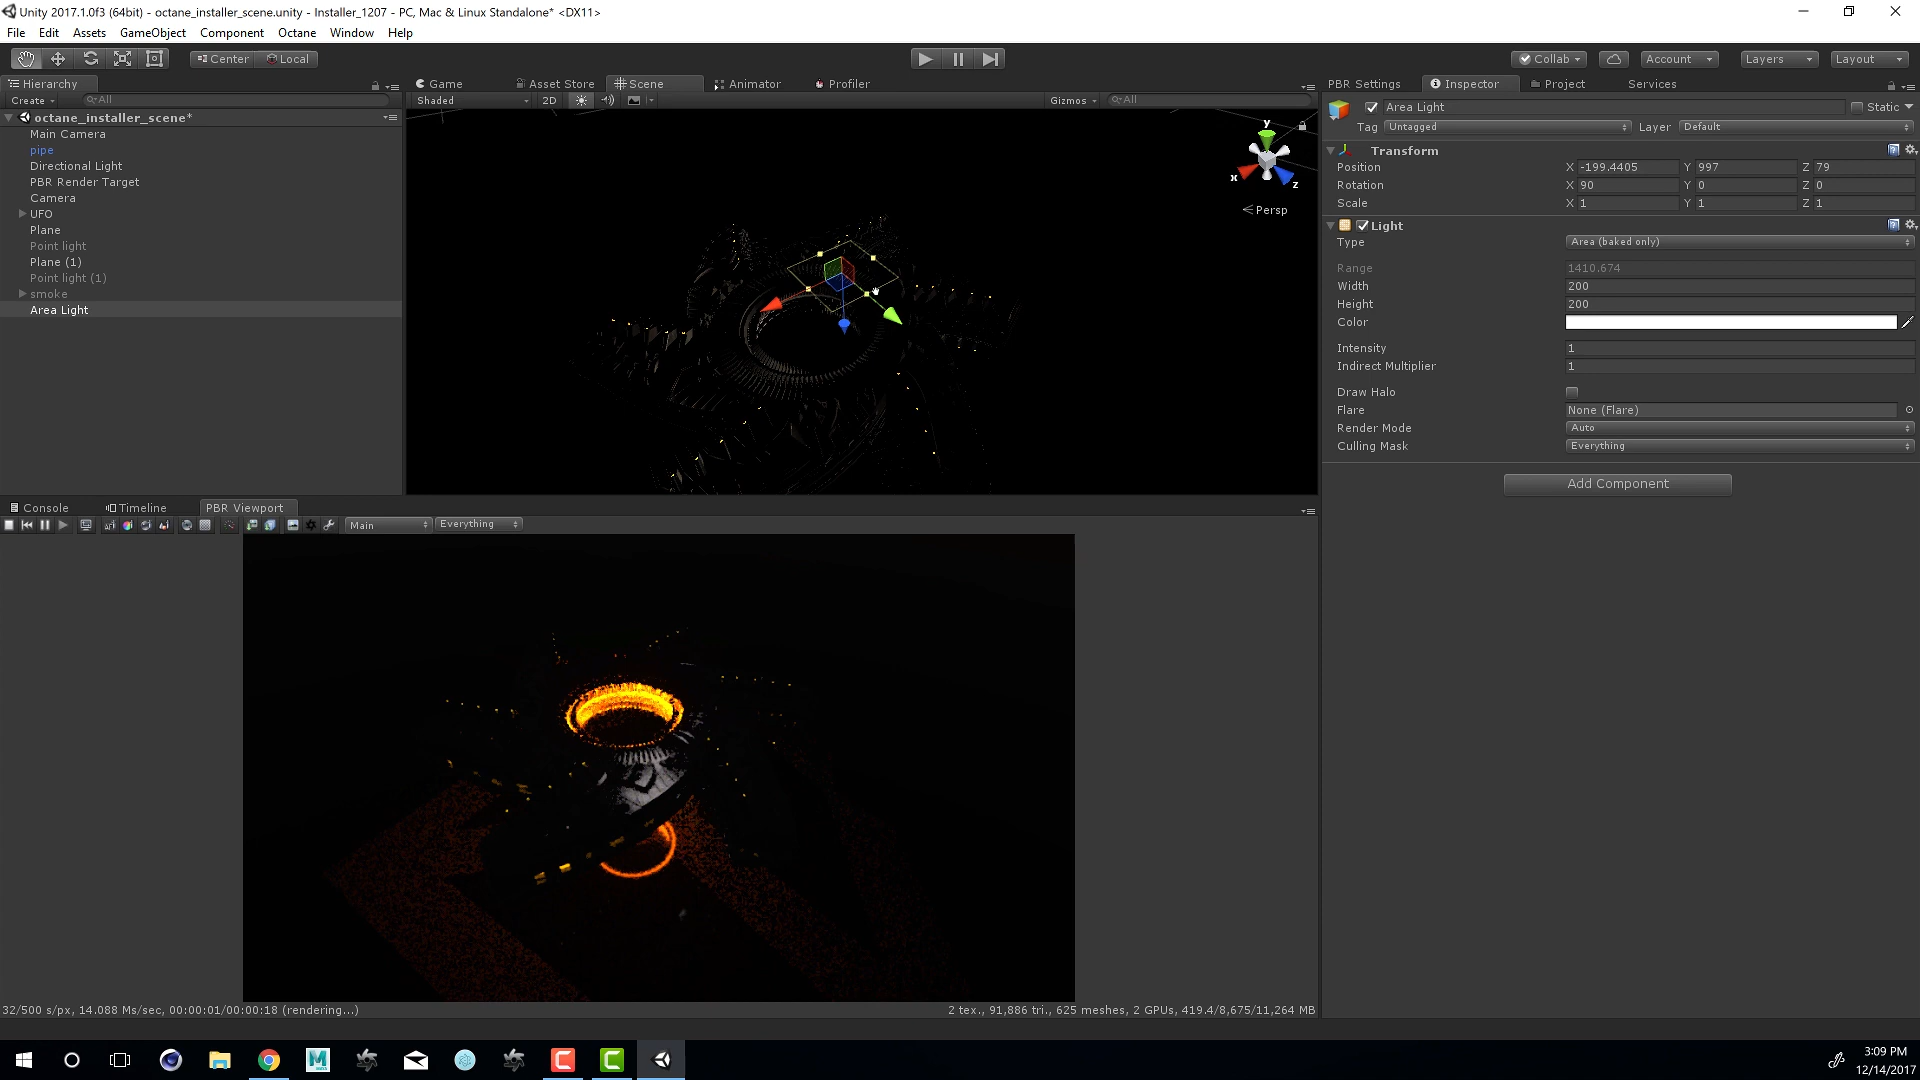 Unity 2017.1.0f3 (64bit) - octane_installer_scene.unity - Installer_1207 - PC, Mac & Linux Standalone* <DX11>
File Edit Assets GameObject Component Octane Window Help
Center Local Collab Account Layers Layout
Hierarchy Game Asset Store Scene Animator Profiler PBR Settings Inspector Project Services
Create All Shaded 2D Gizmos All
octane_installer_scene*
Main Camera
pipe
Directional Light
PBR Render Target
Camera
UFO
Plane
Point light
Plane (1)
Point light (1)
smoke
Area Light
y
x
z
Persp
Area Light Static
Tag Untagged Layer Default
Transform
Position X -199.4405 Y 997 Z 79
Rotation X 90 Y 0 Z 0
Scale X 1 Y 1 Z 1
Light
Type Area (baked only)
Range 1410.674
Width 200
Height 200
Color
Intensity 1
Indirect Multiplier 1
Draw Halo
Flare None (Flare)
Render Mode Auto
Culling Mask Everything
Add Component
Console Timeline PBR Viewport
Main Everything
32/500 s/px, 14.088 Ms/sec, 00:00:01/00:00:18 (rendering...)
2 tex., 91,886 tri., 625 meshes, 2 GPUs, 419.4/8,675/11,264 MB
3:09 PM
12/14/2017